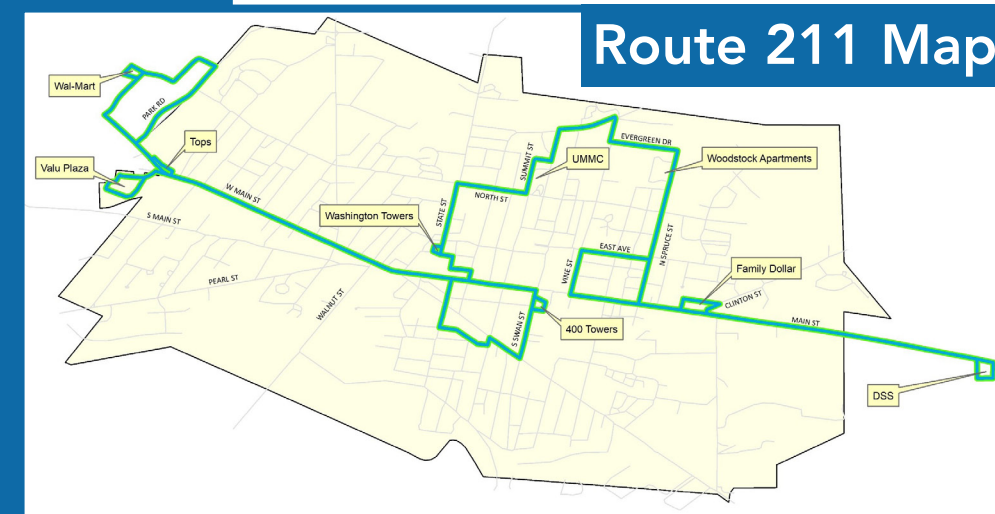 Route 211 Map
Wal-Mart
PARK RD
Tops
Valu Plaza
W MAIN ST
S MAIN ST
PEARL ST
WALNUT ST
Washington Towers
STATE ST
NORTH ST
SUMMIT ST
UMMC
EVERGREEN DR
Woodstock Apartments
EAST AVE
VINE ST
N SPRUCE ST
Family Dollar
CLINTON ST
400 Towers
S SWAN ST
MAIN ST
DSS